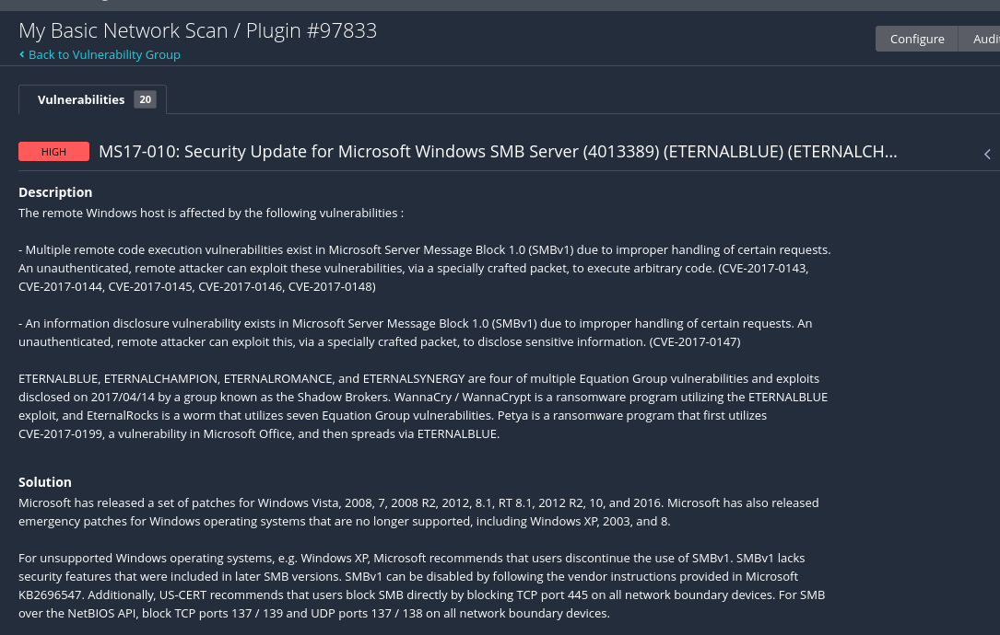 My Basic Network Scan / Plugin #97833
Configure
‹ Back to Vulnerability Group
Vulnerabilities 20
HIGH MS17-010: Security Update for Microsoft Windows SMB Server (4013389) (ETERNALBLUE) (ETERNALCH...
Description
The remote Windows host is affected by the following vulnerabilities :
- Multiple remote code execution vulnerabilities exist in Microsoft Server Message Block 1.0 (SMBv1) due to improper handling of certain requests.
An unauthenticated, remote attacker can exploit these vulnerabilities, via a specially crafted packet, to execute arbitrary code. (CVE-2017-0143,
CVE-2017-0144, CVE-2017-0145, CVE-2017-0146, CVE-2017-0148)
- An information disclosure vulnerability exists in Microsoft Server Message Block 1.0 (SMBv1) due to improper handling of certain requests. An
unauthenticated, remote attacker can exploit this, via a specially crafted packet, to disclose sensitive information. (CVE-2017-0147)
ETERNALBLUE, ETERNALCHAMPION, ETERNALROMANCE, and ETERNALSYNERGY are four of multiple Equation Group vulnerabilities and exploits
disclosed on 2017/04/14 by a group known as the Shadow Brokers. WannaCry / WannaCrypt is a ransomware program utilizing the ETERNALBLUE
exploit, and EternalRocks is a worm that utilizes seven Equation Group vulnerabilities. Petya is a ransomware program that first utilizes
CVE-2017-0199, a vulnerability in Microsoft Office, and then spreads via ETERNALBLUE.
Solution
Microsoft has released a set of patches for Windows Vista, 2008, 7, 2008 R2, 2012, 8.1, RT 8.1, 2012 R2, 10, and 2016. Microsoft has also released
emergency patches for Windows operating systems that are no longer supported, including Windows XP, 2003, and 8.
For unsupported Windows operating systems, e.g. Windows XP, Microsoft recommends that users discontinue the use of SMBv1. SMBv1 lacks
security features that were included in later SMB versions. SMBv1 can be disabled by following the vendor instructions provided in Microsoft
KB2696547. Additionally, US-CERT recommends that users block SMB directly by blocking TCP port 445 on all network boundary devices. For SMB
over the NetBIOS API, block TCP ports 137 / 139 and UDP ports 137 / 138 on all network boundary devices.